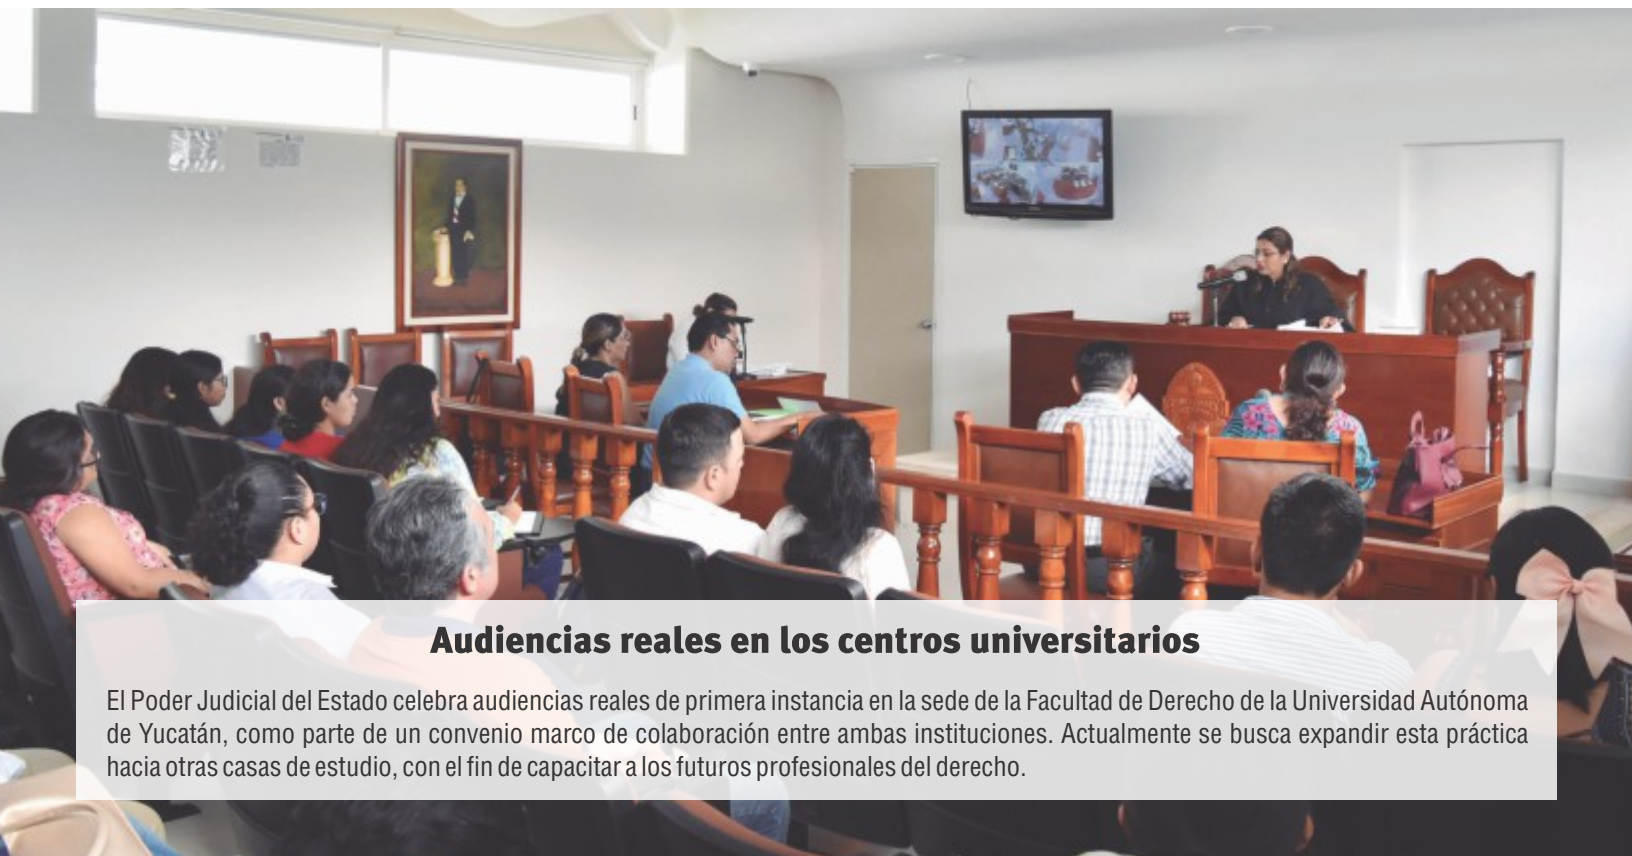 Audiencias reales en los centros universitarios
El Poder Judicial del Estado celebra audiencias reales de primera instancia en la sede de la Facultad de Derecho de la Universidad Autónoma
de Yucatán, como parte de un convenio marco de colaboración entre ambas instituciones. Actualmente se busca expandir esta práctica
hacia otras casas de estudio, con el fin de capacitar a los futuros profesionales del derecho.